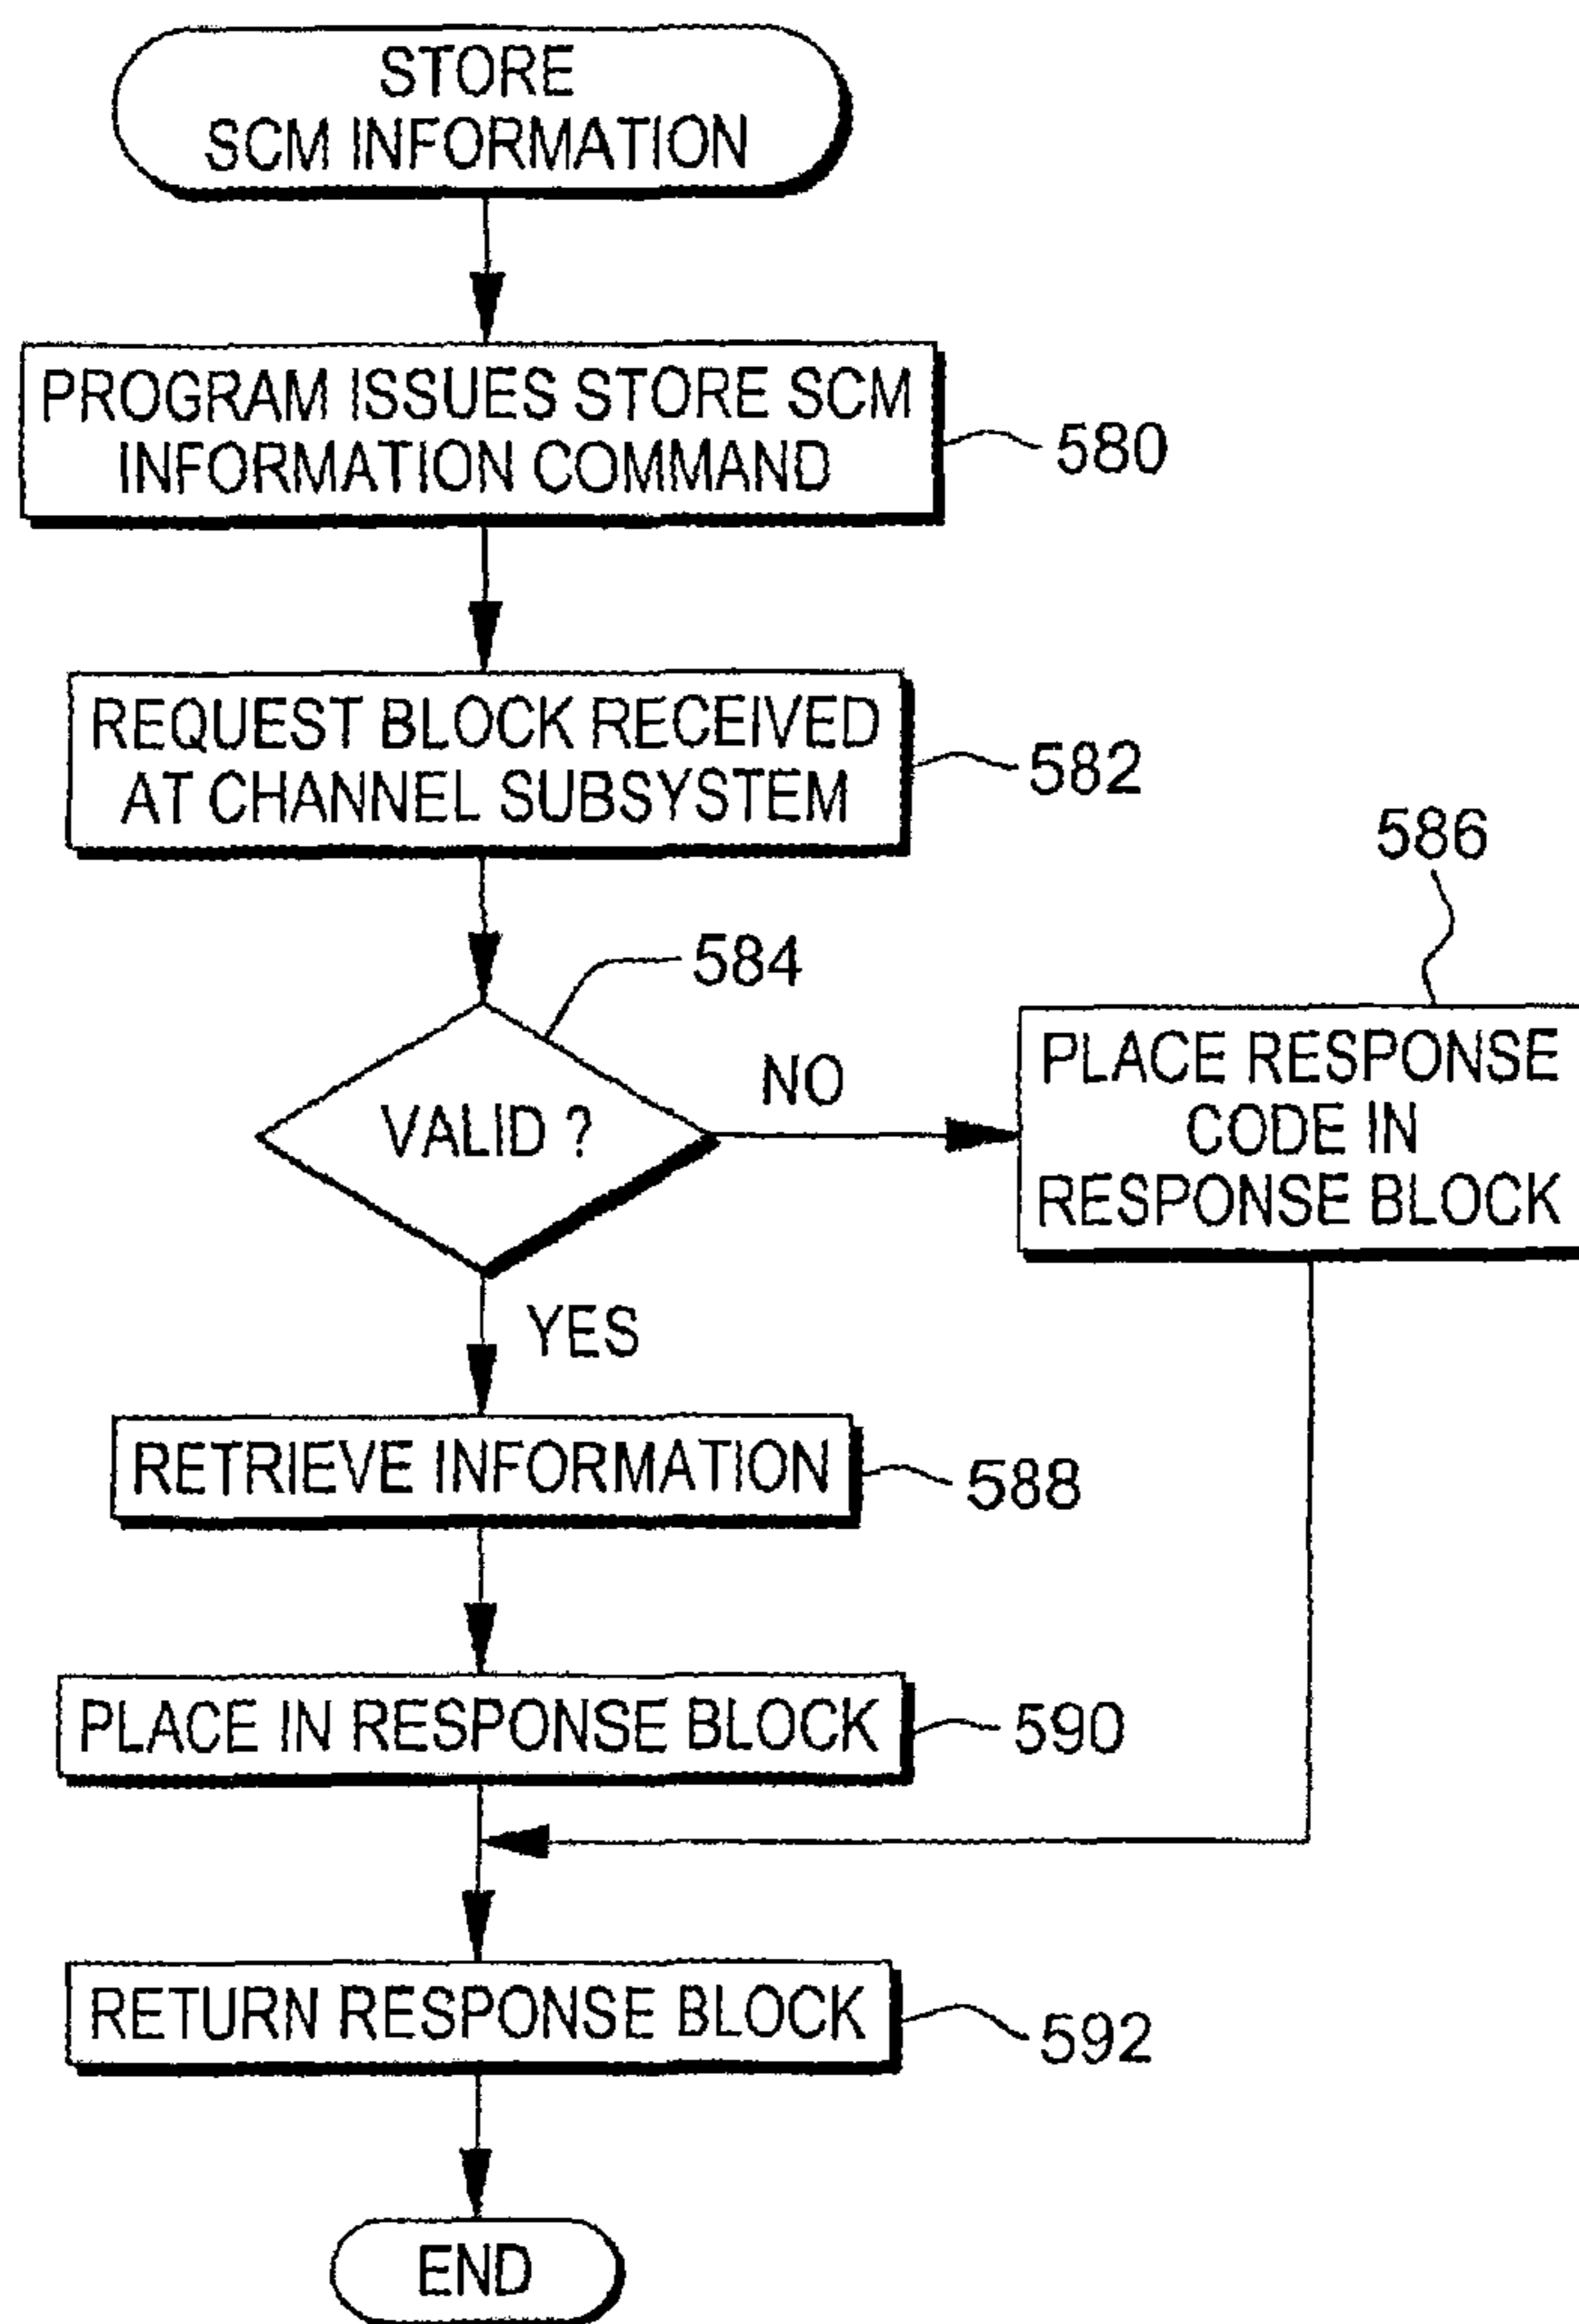 STORE
SCM INFORMATION
PROGRAM ISSUES STORE SCM
INFORMATION COMMAND
580
REQUEST BLOCK RECEIVED
AT CHANNEL SUBSYSTEM
582
584
VALID ?
NO
586
PLACE RESPONSE
CODE IN
RESPONSE BLOCK
YES
RETRIEVE INFORMATION
588
PLACE IN RESPONSE BLOCK
590
RETURN RESPONSE BLOCK
592
END